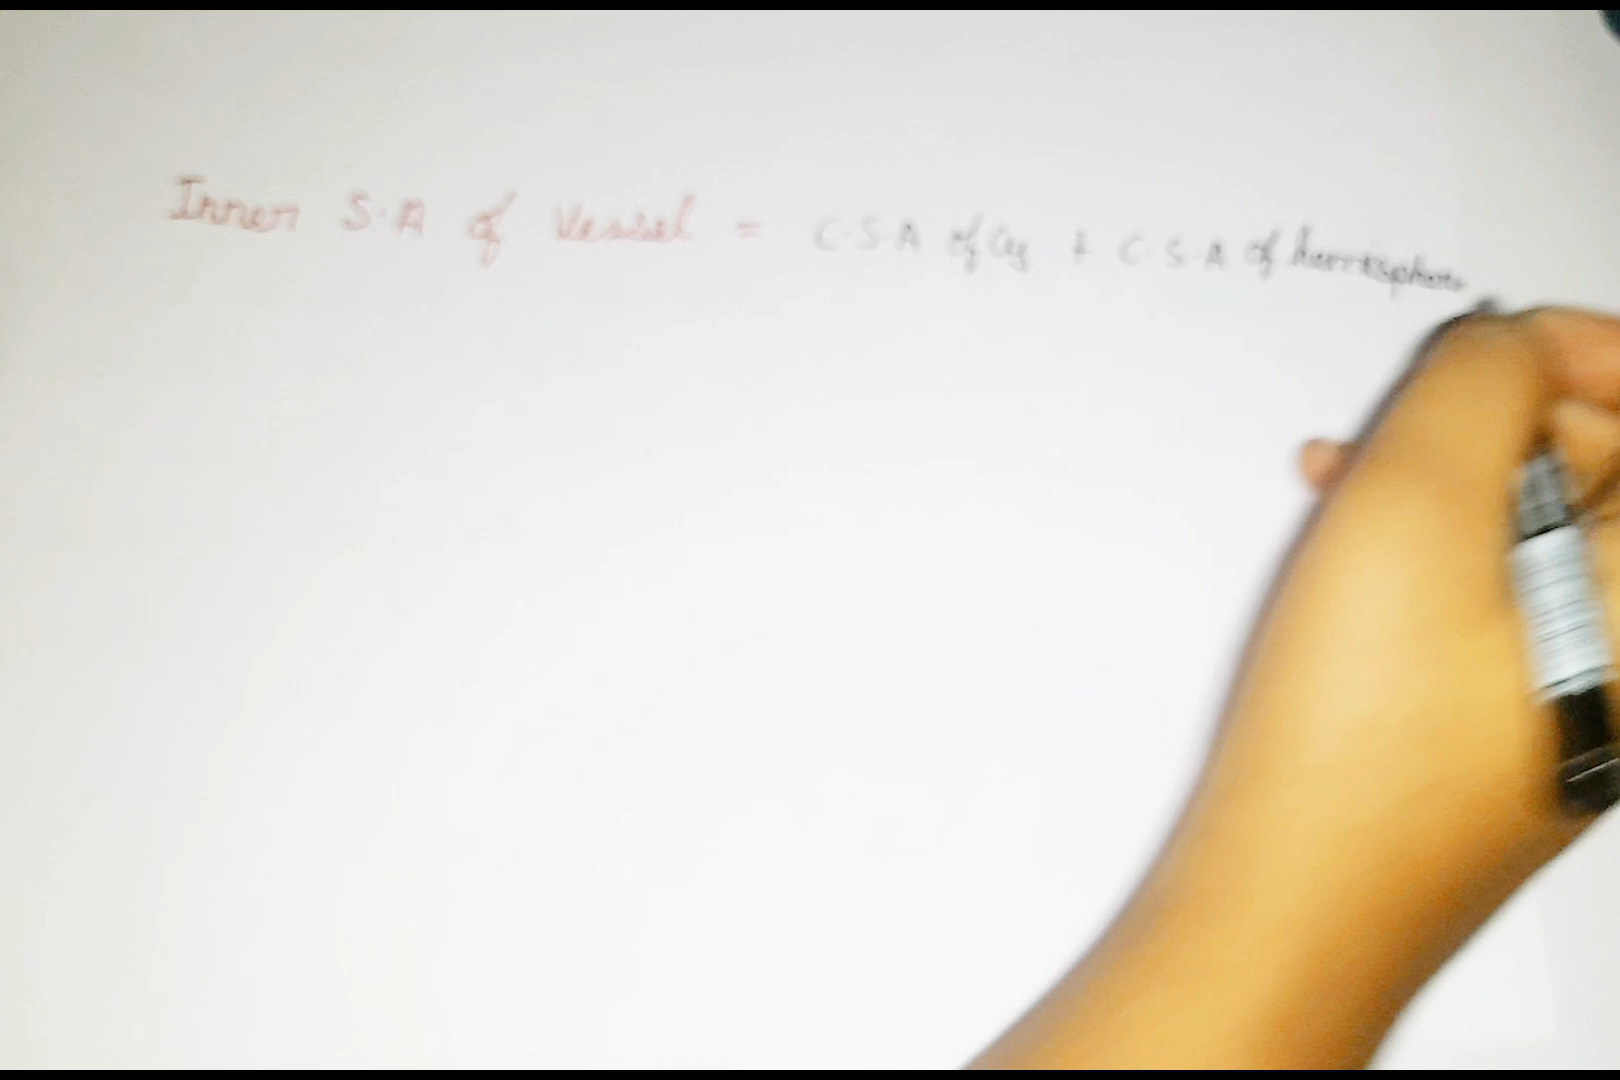 Inner S.A of Vessel = C.S.A of Cy + C.S.A of hemisphere